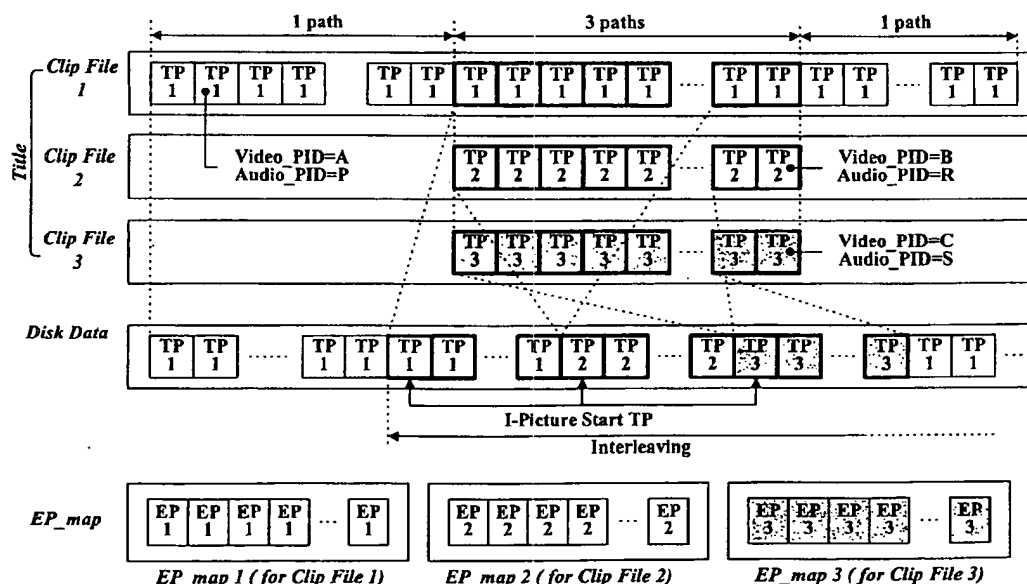 1 path 3 paths 1 path
Title
Clip File 1
TP 1 TP 1 TP 1 TP 1 TP 1 TP 1 TP 1 TP 1 TP 1 TP 1 TP 1 ····· TP 1 TP 1 TP 1 TP 1 ····· TP 1 TP 1
Video_PID=A
Audio_PID=P
Clip File 2
TP 2 TP 2 TP 2 TP 2 TP 2 ····· TP 2 TP 2
Video_PID=B
Audio_PID=R
Clip File 3
TP 3 TP 3 TP 3 TP 3 TP 3 ····· TP 3 TP 3
Video_PID=C
Audio_PID=S
Disk Data
TP 1 TP 1 ····· TP 1 TP 1 TP 1 TP 1 ····· TP 1 TP 2 TP 2 ····· TP 2 TP 3 TP 3 ····· TP 3 TP 1 TP 1 ···
I-Picture Start TP
Interleaving
EP_map
EP 1 EP 1 EP 1 EP 1 ··· EP 1
EP 2 EP 2 EP 2 EP 2 ··· EP 2
EP 3 EP 3 EP 3 EP 3 ··· EP 3
EP_map 1 ( for Clip File 1)
EP_map 2 ( for Clip File 2)
EP_map 3 ( for Clip File 3)